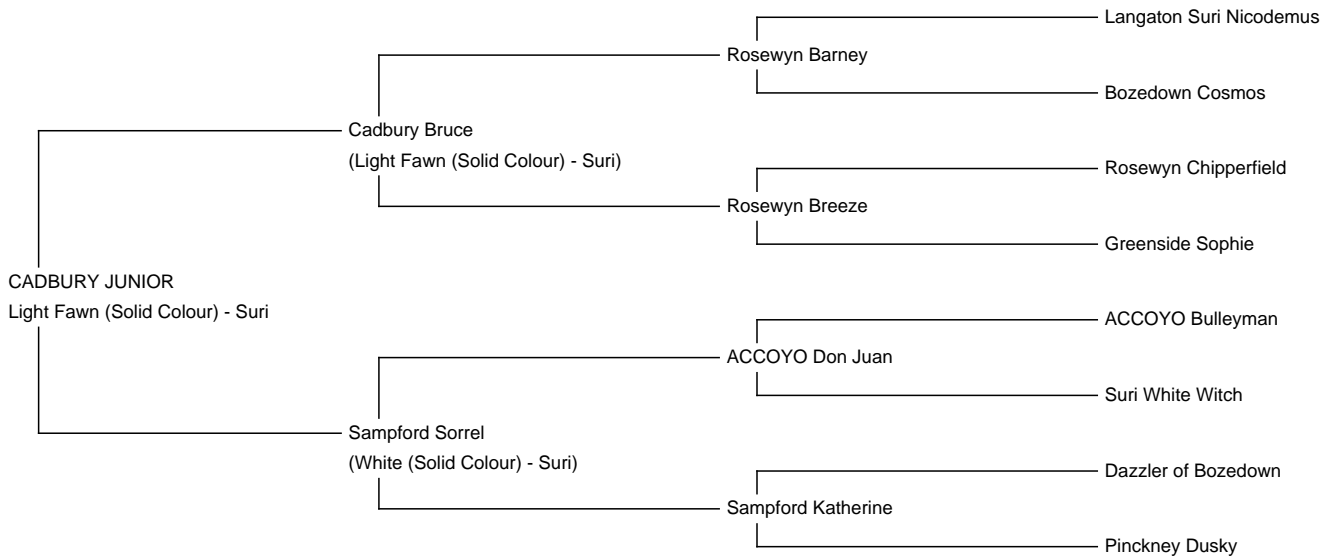 Langaton Suri Nicodemus
Rosewyn Barney
Bozedown Cosmos
Cadbury Bruce
(Light Fawn (Solid Colour) - Suri)
Rosewyn Chipperfield
Rosewyn Breeze
Greenside Sophie
CADBURY JUNIOR
Light Fawn (Solid Colour) - Suri
ACCOYO Bulleyman
ACCOYO Don Juan
Suri White Witch
Sampford Sorrel
(White (Solid Colour) - Suri)
Dazzler of Bozedown
Sampford Katherine
Pinckney Dusky